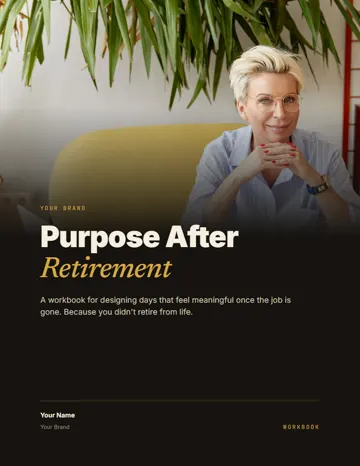 YOUR BRAND
Purpose After
Retirement
A workbook for designing days that feel meaningful once the job is
gone. Because you didn't retire from life.
Your Name
Your Brand
WORKBOOK